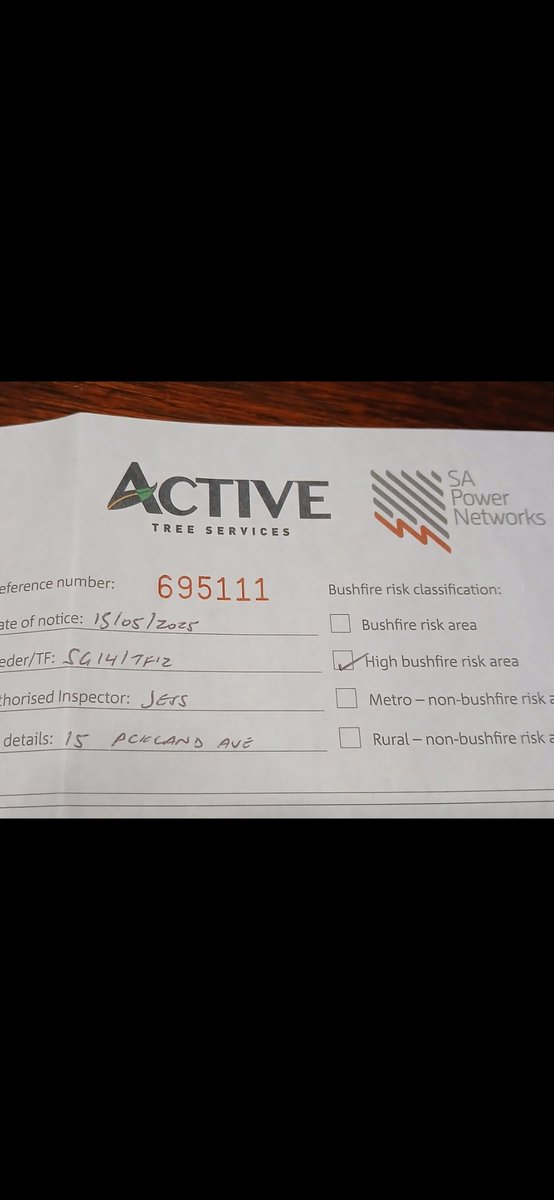 ACTIVE
TREE SERVICES
SA
Power
Networks
eference number: 695111
ate of notice: 15/05/2025
eder/TF: SG14/TF12
thorised Inspector: JETS
details: 15 ACKLAND AVE
Bushfire risk classification:
Bushfire risk area
High bushfire risk area
Metro – non-bushfire risk a
Rural – non-bushfire risk a